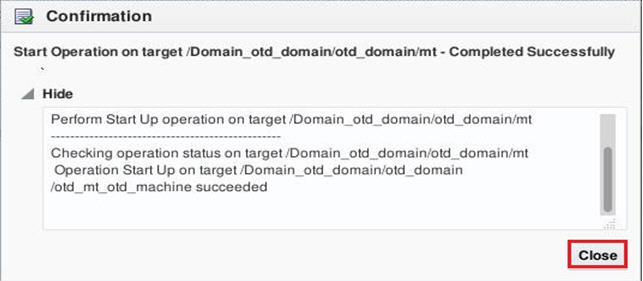 Confirmation
Start Operation on target /Domain_otd_domain/otd_domain/mt - Completed Successfully
`
Hide
Perform Start Up operation on target /Domain_otd_domain/otd_domain/mt
------------------------------------------------
Checking operation status on target /Domain_otd_domain/otd_domain/mt
Operation Start Up on target /Domain_otd_domain/otd_domain
/otd_mt_otd_machine succeeded
Close